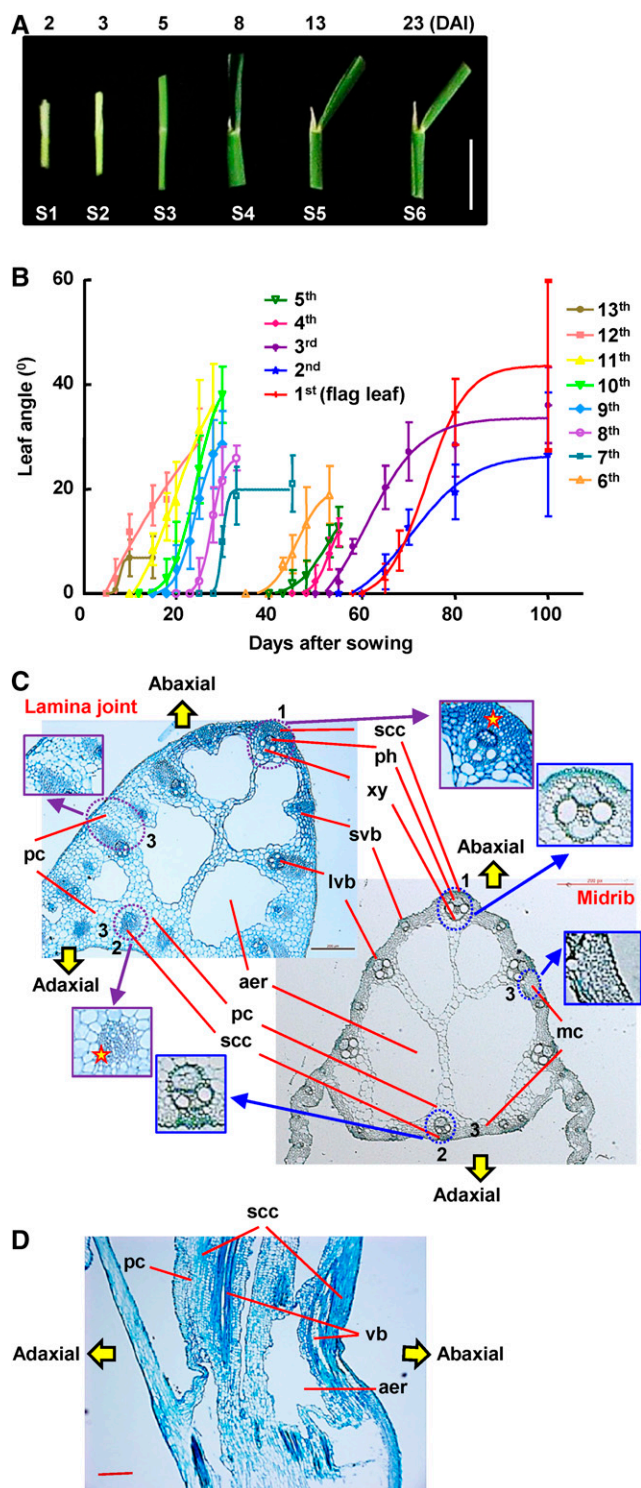 A 2 3 5 8 13 23 (DAI)
S1 S2 S3 S4 S5 S6
B
60
40
20
0
Leaf angle (⁰)
5th
4th
3rd
2nd
1st (flag leaf)
13th
12th
11th
10th
9th
8th
7th
6th
0 20 40 60 80 100
Days after sowing
C
Lamina joint
Abaxial
1
scc
ph
xy
svb
lvb
pc
3
3
2
Adaxial
aer
pc
scc
Abaxial
1
Midrib
3
mc
3
2
Adaxial
D
scc
pc
vb
Adaxial
Abaxial
aer